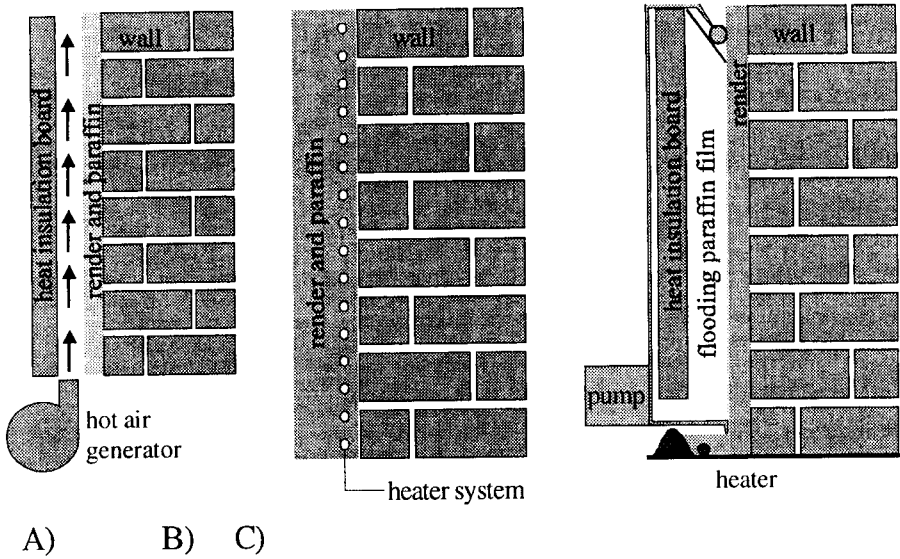 wall
heat insulation board
render and paraffin
hot air
generator
wall
render and paraffin
heater system
wall
render
heat insulation board
flooding paraffin film
pump
heater
A) B) C)